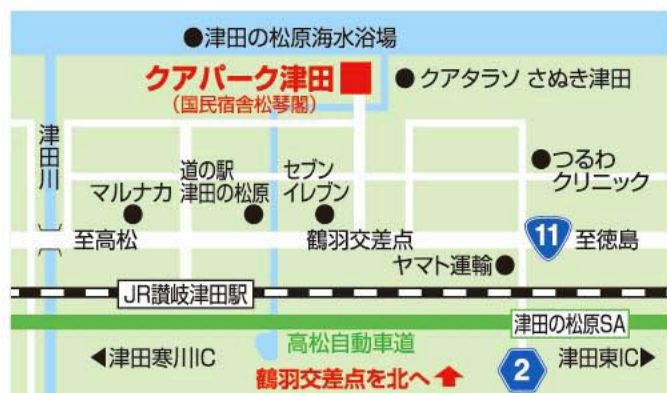 ●津田の松原海水浴場
クアパーク津田
(国民宿舎松琴閣)
●クアタラソ さぬき津田
津田川
つるわ
クリニック
道の駅
津田の松原
セブン
イレブン
マルナカ
至高松
鶴羽交差点
11
至徳島
ヤマト運輸●
JR讃岐津田駅
津田の松原SA
高松自動車道
◀津田寒川IC
2
津田東IC▶
鶴羽交差点を北へ